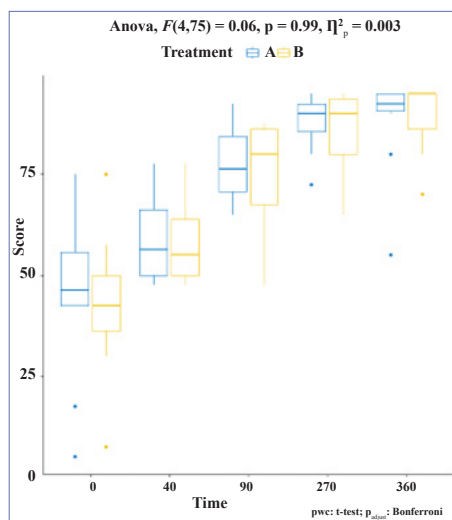 Anova, F(4,75) = 0.06, p = 0.99, η²p = 0.003
Treatment A B
Score
75
50
25
0
0 40 90 270 360
Time
pwc: t-test; p adjust: Bonferroni